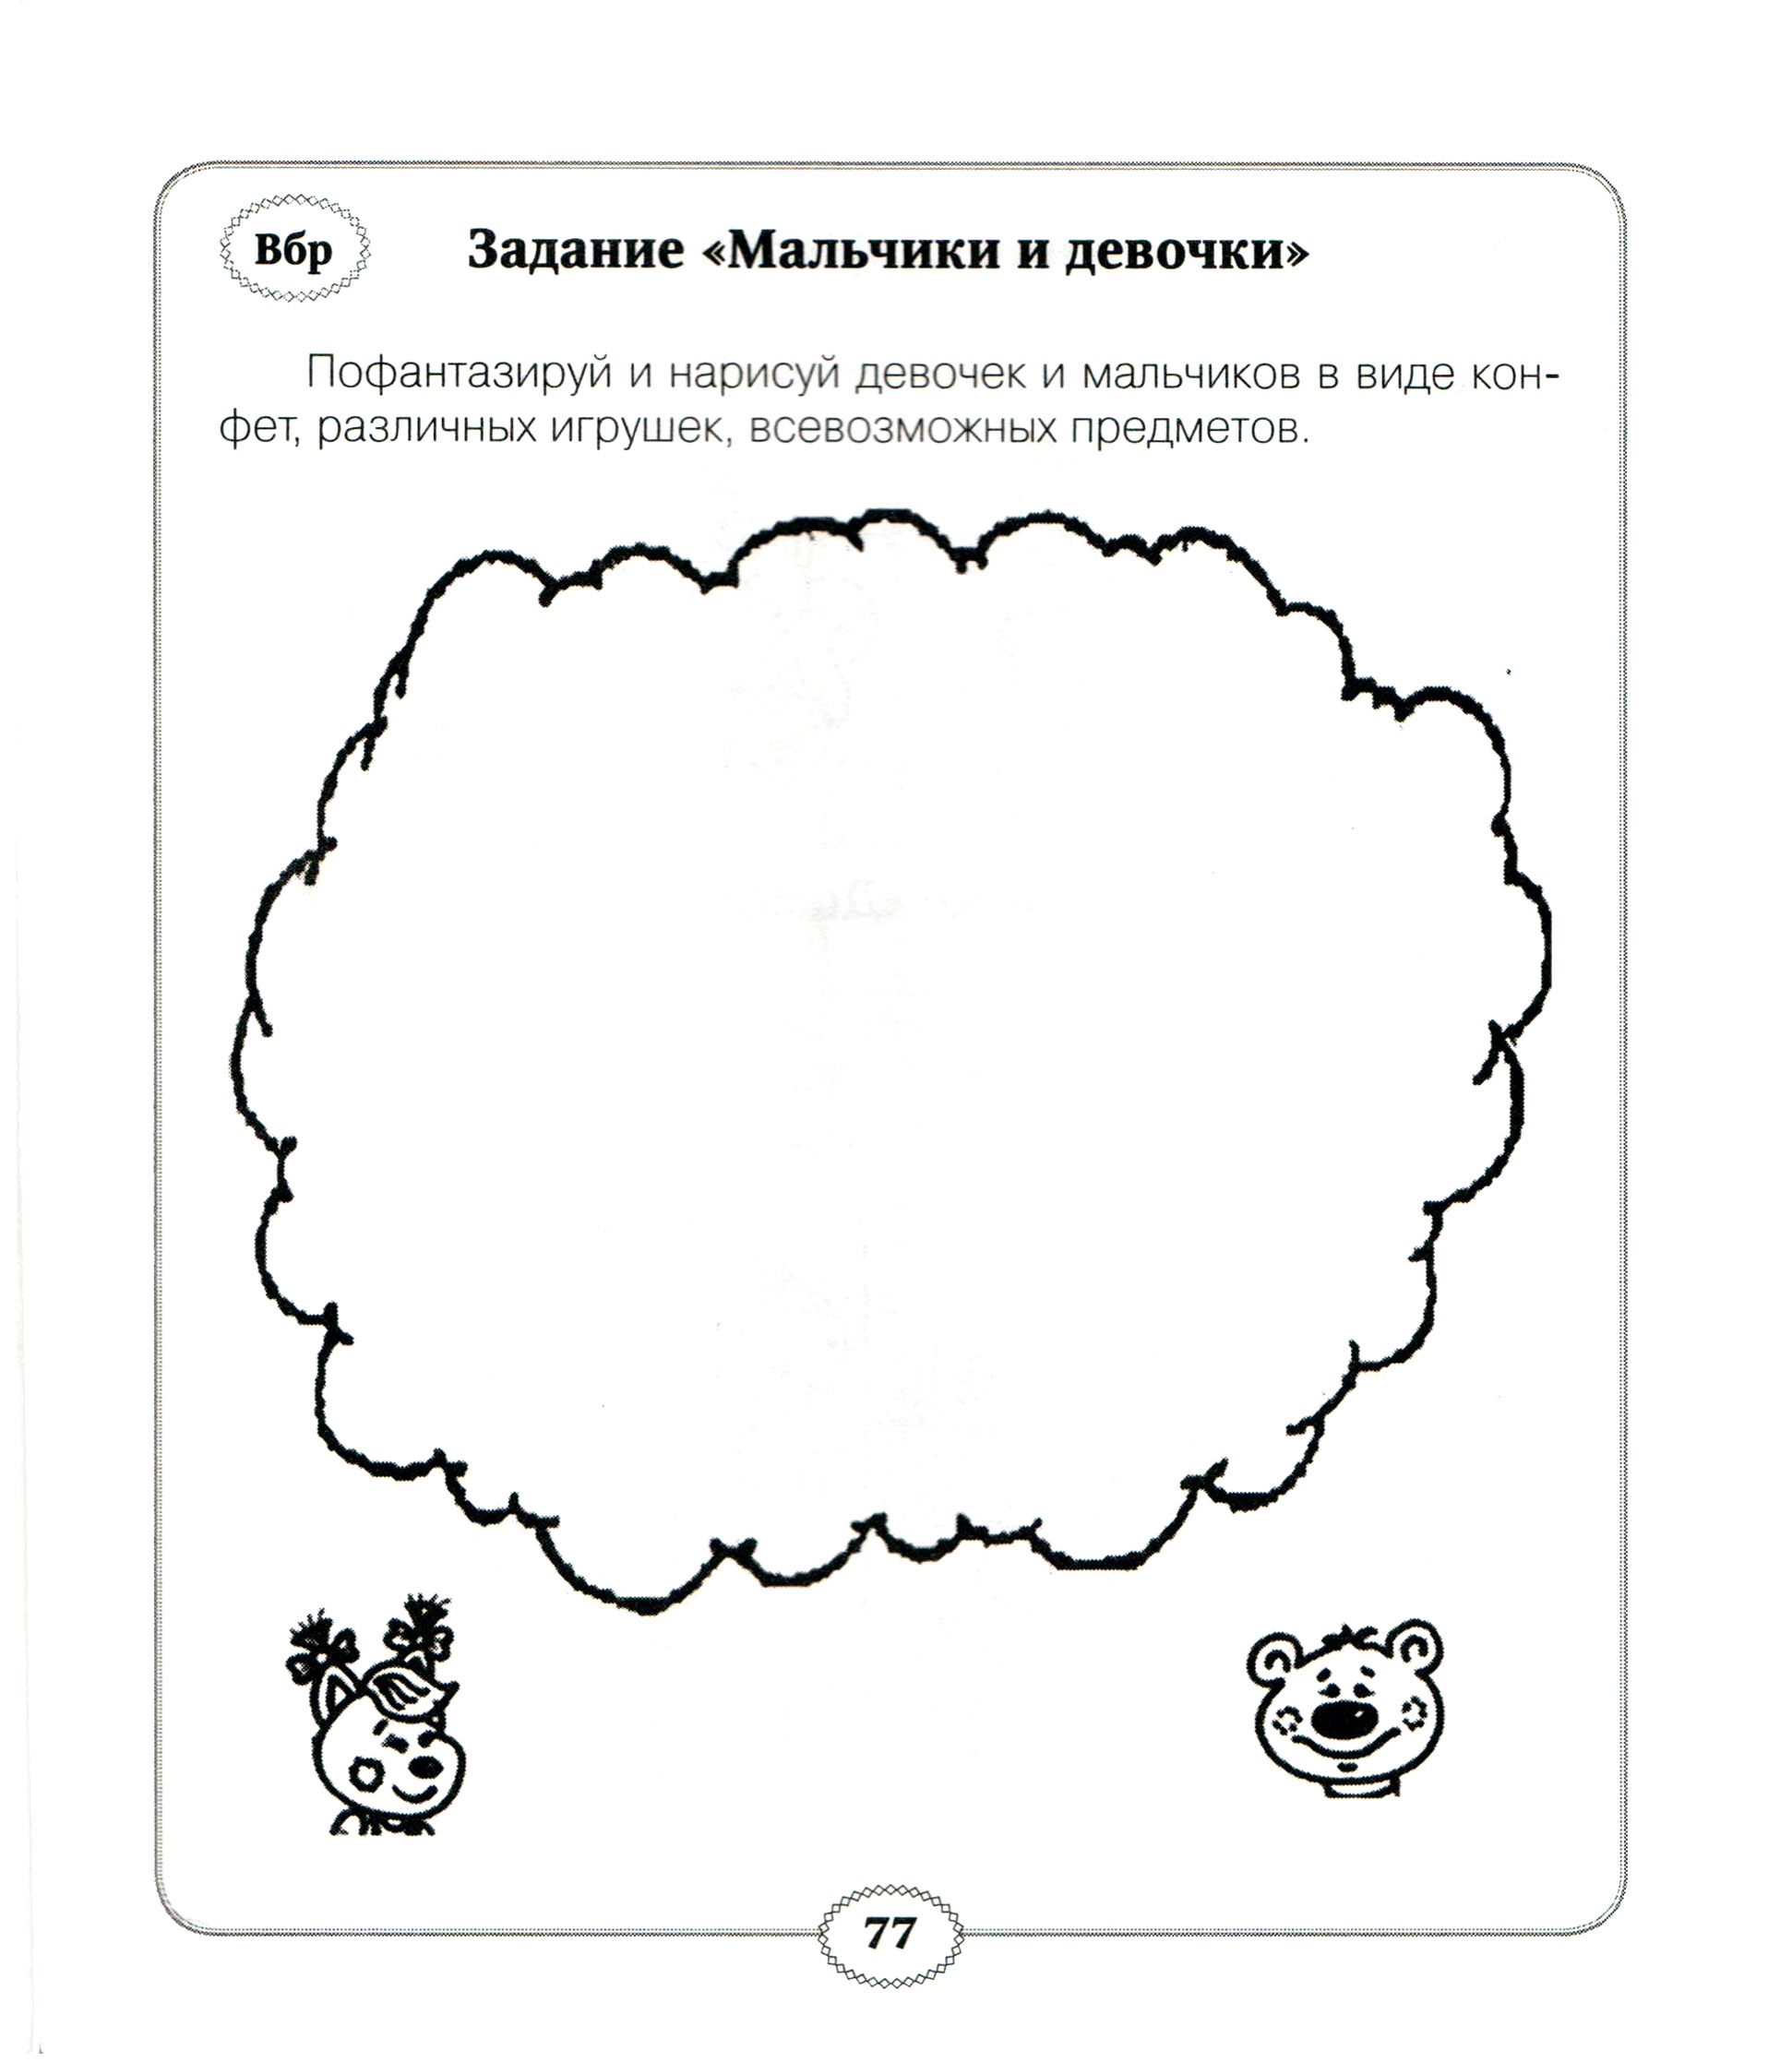 Вбр
Задание «Мальчики и девочки»
Пофантазируй и нарисуй девочек и мальчиков в виде кон-
фет, различных игрушек, всевозможных предметов.
77